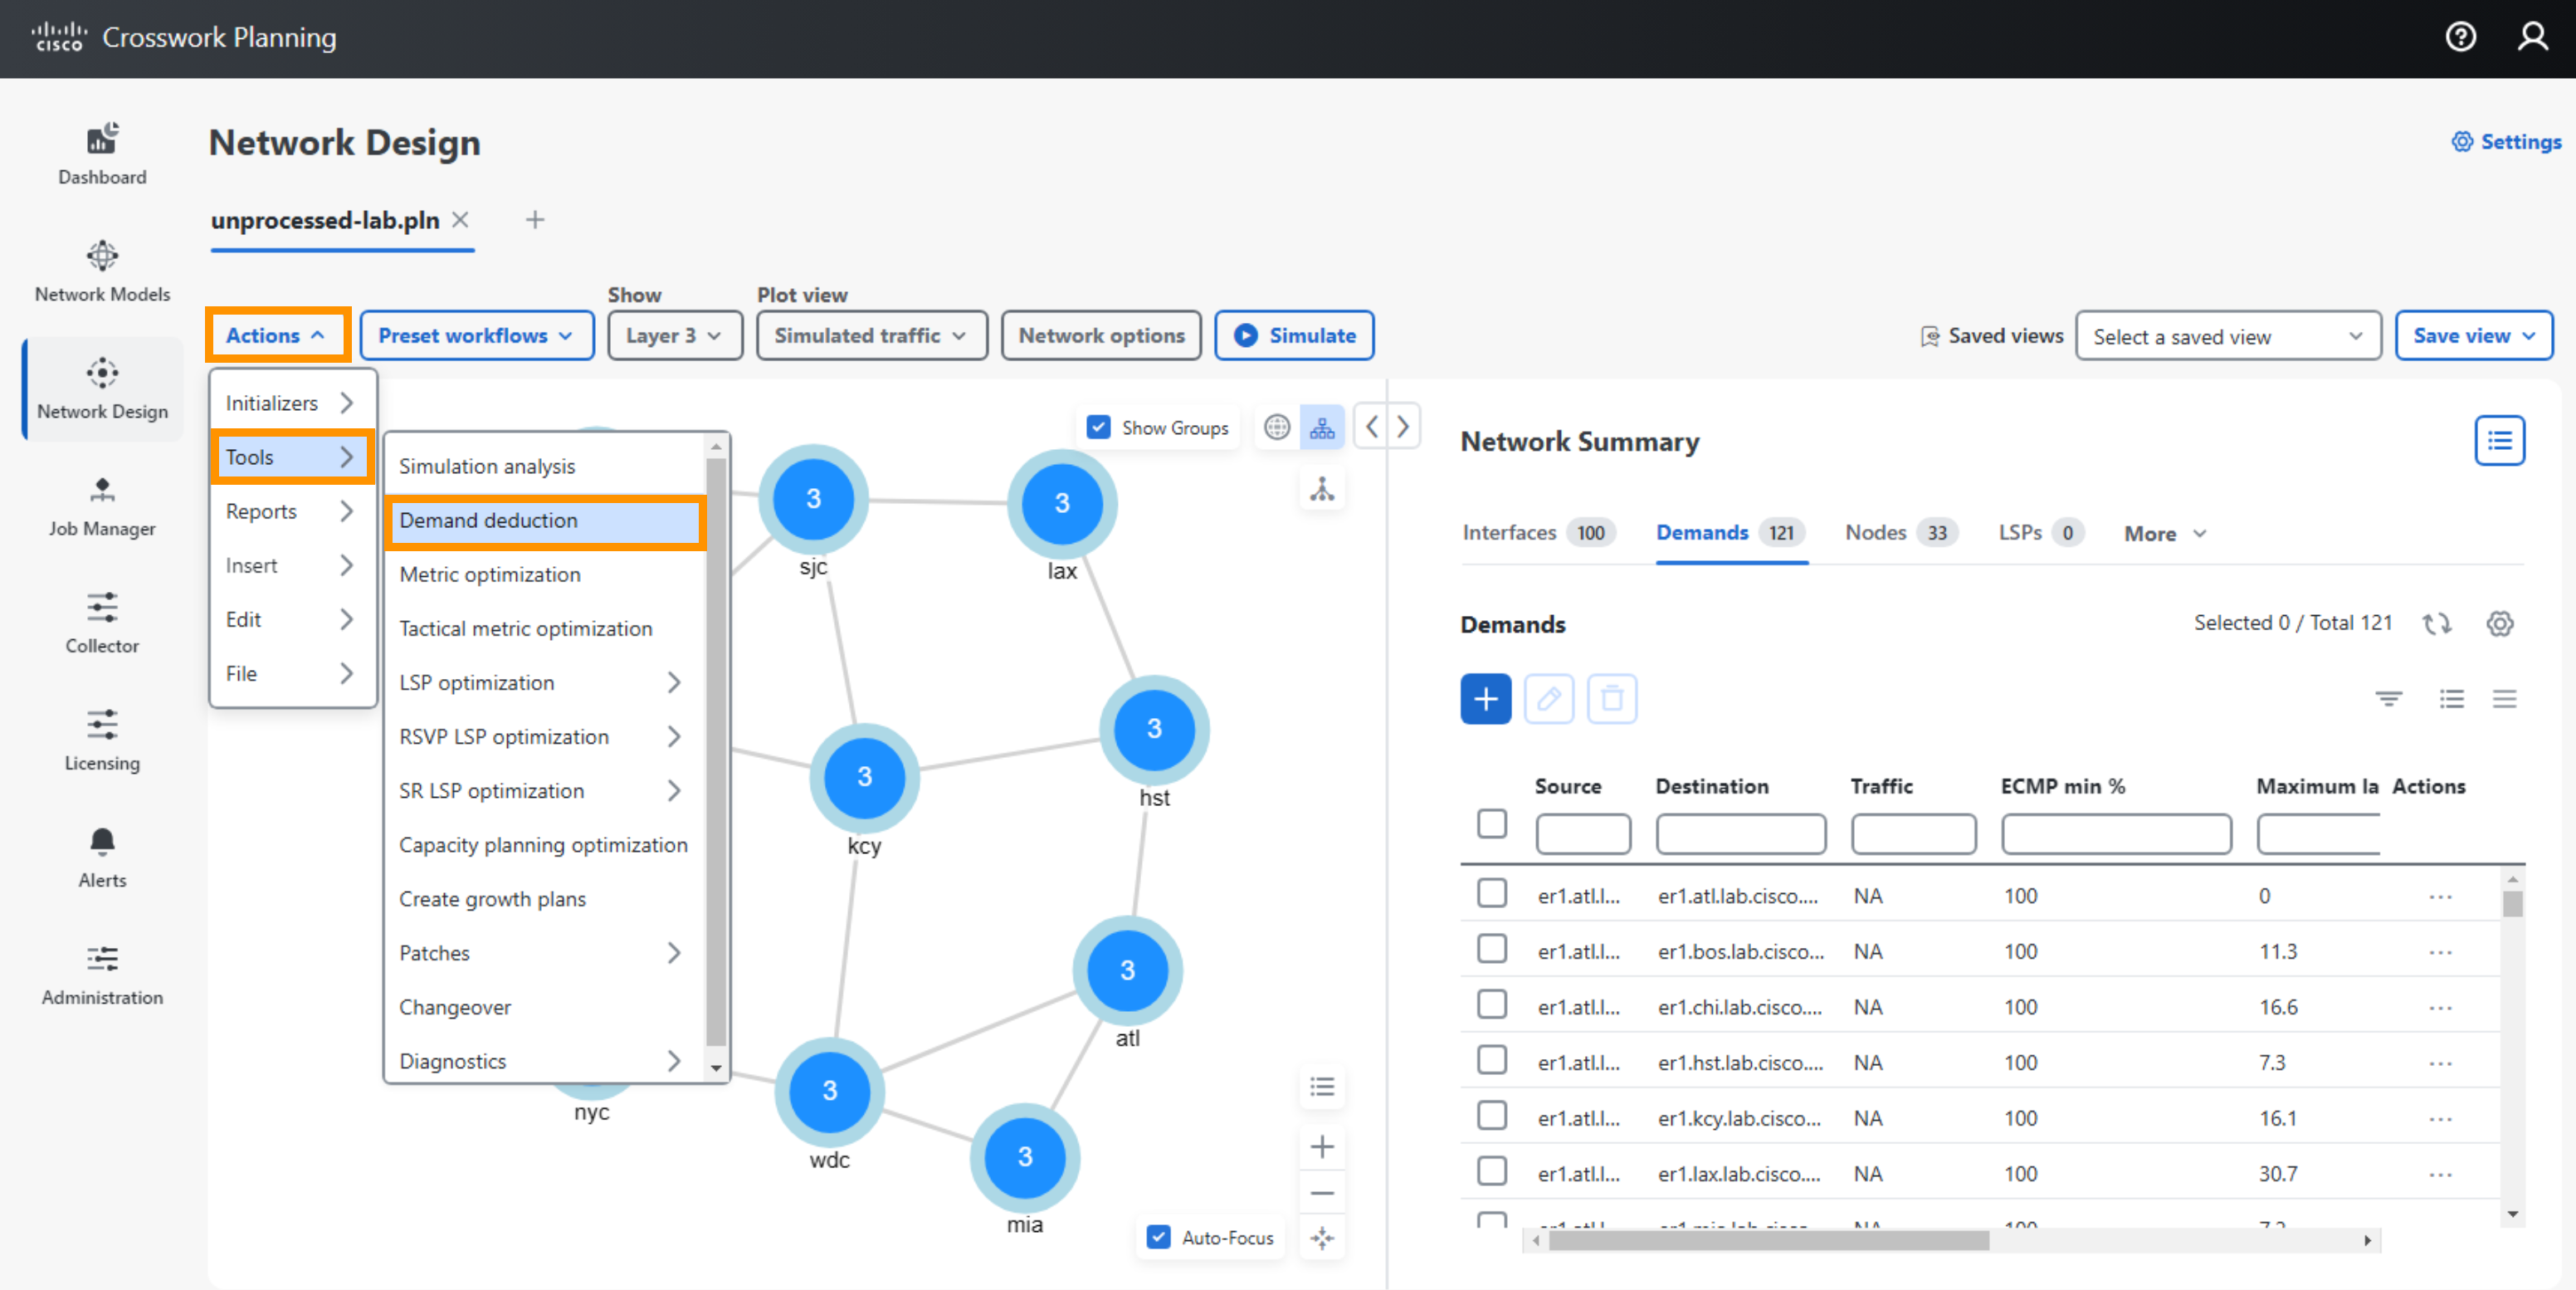 cisco Crosswork Planning
Dashboard
Network Models
Network Design
Job Manager
Collector
Licensing
Alerts
Administration
Network Design
Settings
unprocessed-lab.pln
Show
Plot view
Actions
Preset workflows
Layer 3
Simulated traffic
Network options
Simulate
Saved views
Select a saved view
Save view
Initializers
Tools
Reports
Insert
Edit
File
Simulation analysis
Demand deduction
Metric optimization
Tactical metric optimization
LSP optimization
RSVP LSP optimization
SR LSP optimization
Capacity planning optimization
Create growth plans
Patches
Changeover
Diagnostics
Show Groups
3
sjc
3
lax
3
hst
3
kcy
3
atl
nyc
3
wdc
3
mia
Auto-Focus
Network Summary
Interfaces 100
Demands 121
Nodes 33
LSPs 0
More
Demands
Selected 0 / Total 121
Source Destination Traffic ECMP min % Maximum la Actions
er1.atl.l... er1.atl.lab.cisco.... NA 100 0 ...
er1.atl.l... er1.bos.lab.cisco... NA 100 11.3 ...
er1.atl.l... er1.chi.lab.cisco.... NA 100 16.6 ...
er1.atl.l... er1.hst.lab.cisco.... NA 100 7.3 ...
er1.atl.l... er1.kcy.lab.cisco... NA 100 16.1 ...
er1.atl.l... er1.lax.lab.cisco.... NA 100 30.7 ...